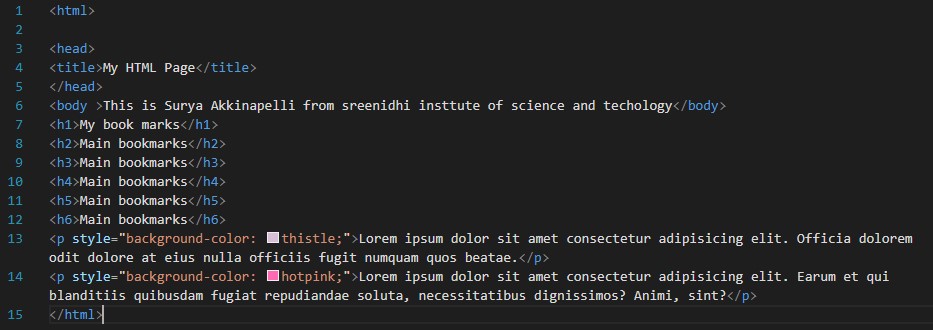 1 <html>
2
3 <head>
4 <title>My HTML Page</title>
5 </head>
6 <body >This is Surya Akkinapelli from sreenidhi insttute of science and techology</body>
7 <h1>My book marks</h1>
8 <h2>Main bookmarks</h2>
9 <h3>Main bookmarks</h3>
10 <h4>Main bookmarks</h4>
11 <h5>Main bookmarks</h5>
12 <h6>Main bookmarks</h6>
13 <p style="background-color: thistle;">Lorem ipsum dolor sit amet consectetur adipisicing elit. Officia dolorem
odit dolore at eius nulla officiis fugit numquam quos beatae.</p>
14 <p style="background-color: hotpink;">Lorem ipsum dolor sit amet consectetur adipisicing elit. Earum et qui
blanditiis quibusdam fugiat repudiandae soluta, necessitatibus dignissimos? Animi, sint?</p>
15 </html>